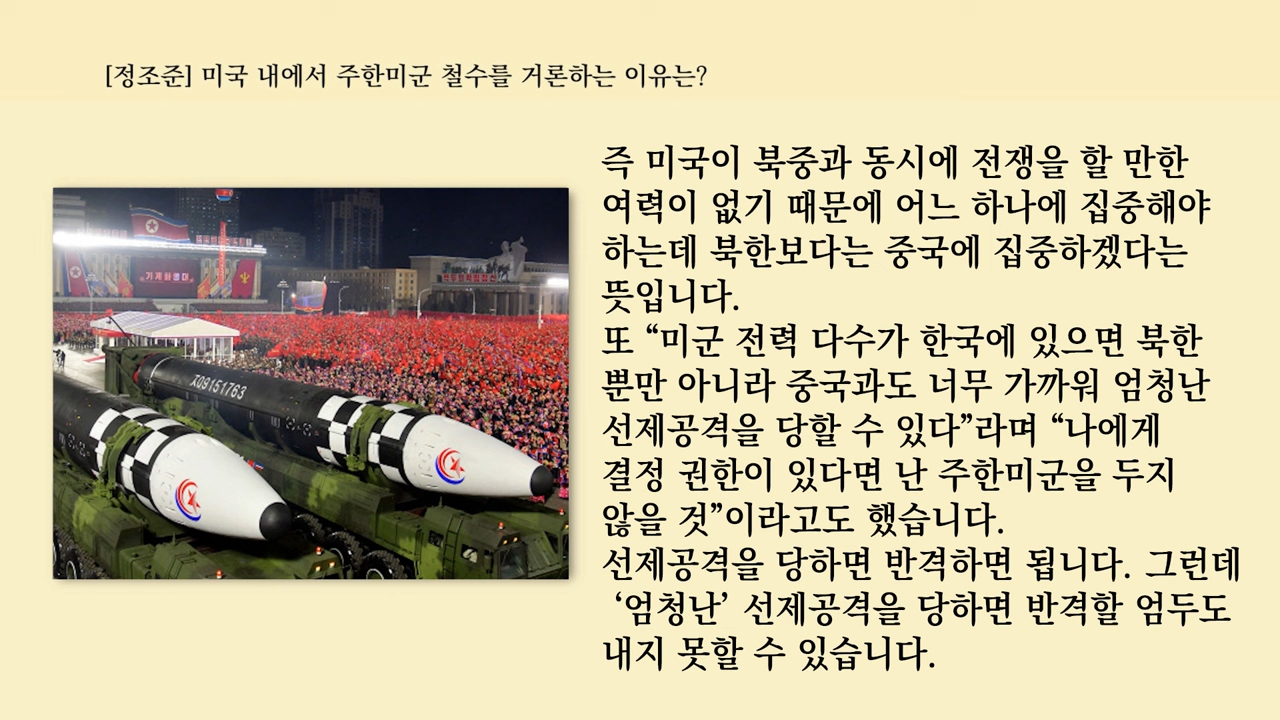 [정조준] 미국 내에서 주한미군 철수를 거론하는 이유는?
즉 미국이 북중과 동시에 전쟁을 할 만한
여력이 없기 때문에 어느 하나에 집중해야
하는데 북한보다는 중국에 집중하겠다는
뜻입니다.
또 “미군 전력 다수가 한국에 있으면 북한
뿐만 아니라 중국과도 너무 가까워 엄청난
선제공격을 당할 수 있다”라며 “나에게
결정 권한이 있다면 난 주한미군을 두지
않을 것”이라고도 했습니다.
선제공격을 당하면 반격하면 됩니다. 그런데
‘엄청난’ 선제공격을 당하면 반격할 엄두도
내지 못할 수 있습니다.
ㅈ09151763